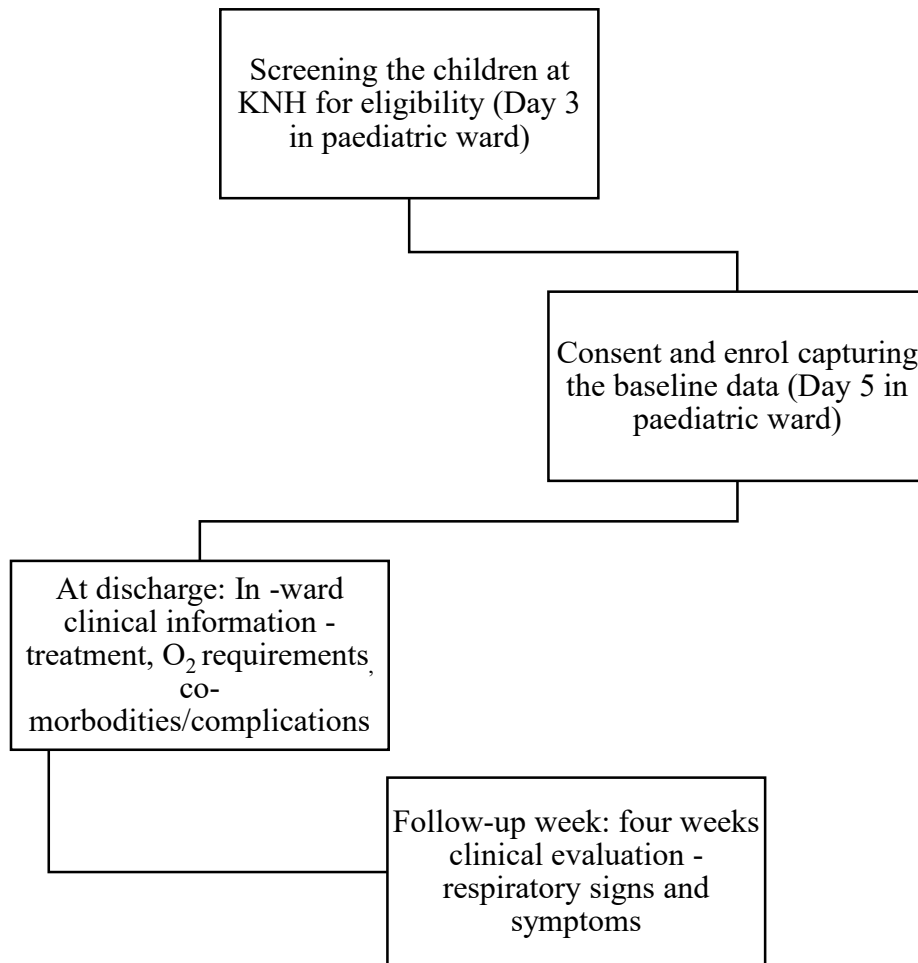 Screening the children at
KNH for eligibility (Day 3
in paediatric ward)
Consent and enrol capturing
the baseline data (Day 5 in
paediatric ward)
At discharge: In -ward
clinical information -
treatment, O₂ requirements,
co-
morbodities/complications
Follow-up week: four weeks
clinical evaluation -
respiratory signs and
symptoms